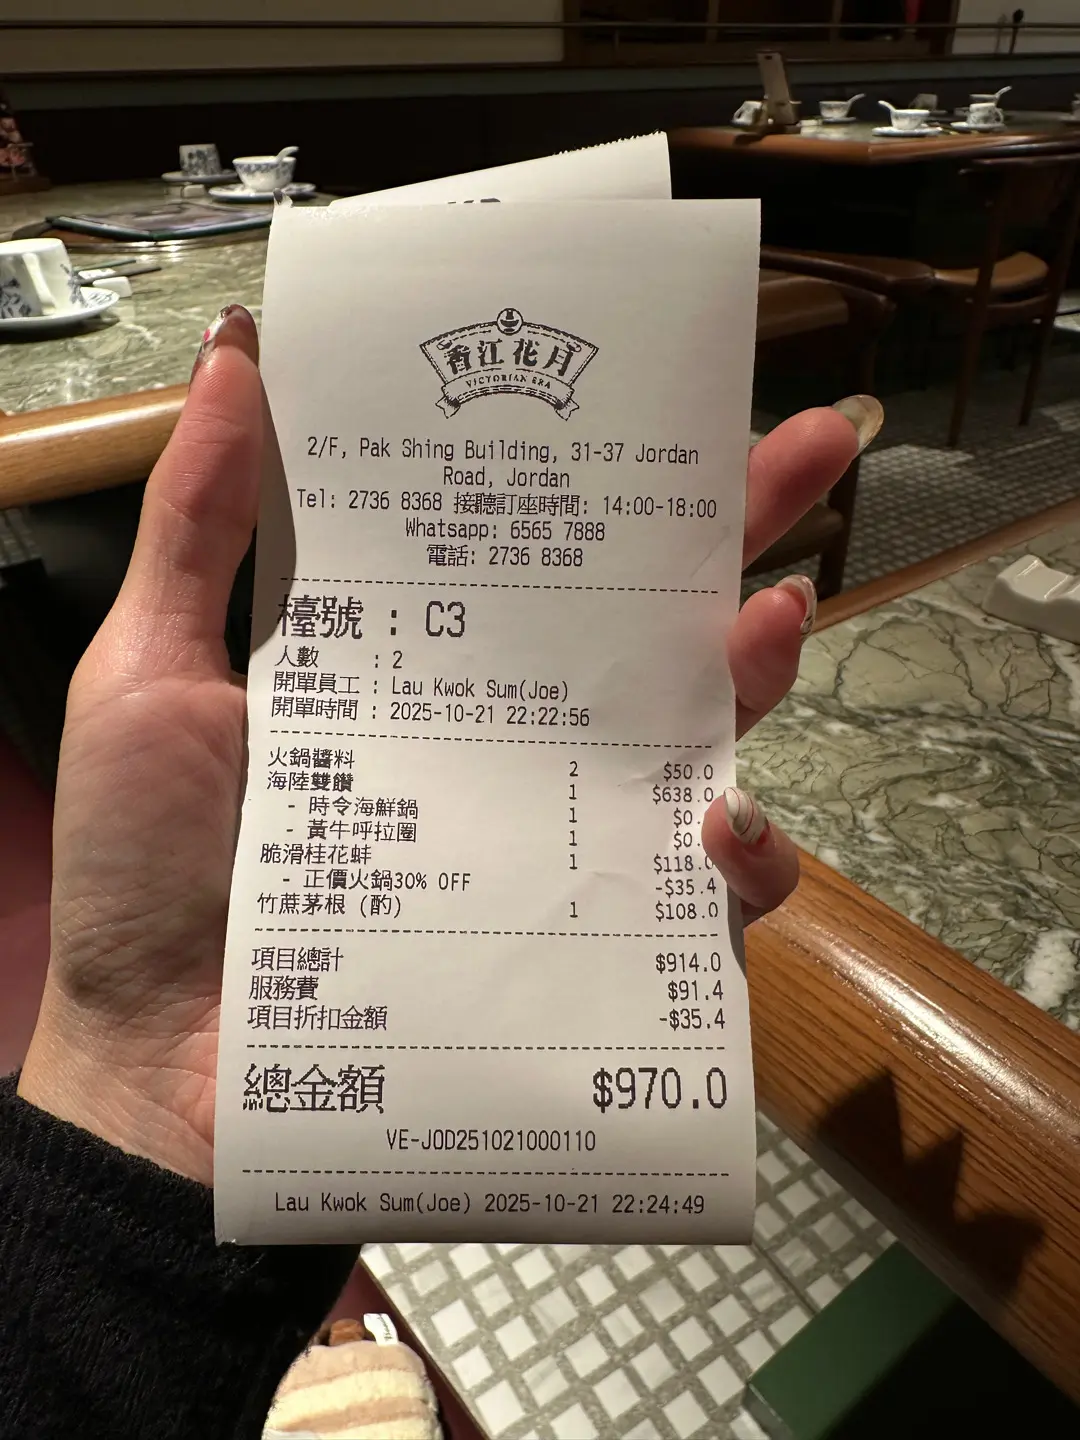 香江花月
VICTORIAN ERA
2/F, Pak Shing Building, 31-37 Jordan
Road, Jordan
Tel: 2736 8368 接聽訂座時間: 14:00-18:00
Whatsapp: 6565 7888
電話: 2736 8368
檯號 : C3
人數 : 2
開單員工 : Lau Kwok Sum(Joe)
開單時間 : 2025-10-21 22:22:56
火鍋醬料 2 $50.0
海陸雙饌 1 $638.0
- 時令海鮮鍋 1 $0.
- 黃牛呼拉圈 1 $0.
脆滑桂花蚌 1 $118.0
- 正價火鍋30% OFF -$35.4
竹蔗茅根 (酌) 1 $108.0
項目總計 $914.0
服務費 $91.4
項目折扣金額 -$35.4
總金額 $970.0
VE-JOD251021000110
Lau Kwok Sum(Joe) 2025-10-21 22:24:49